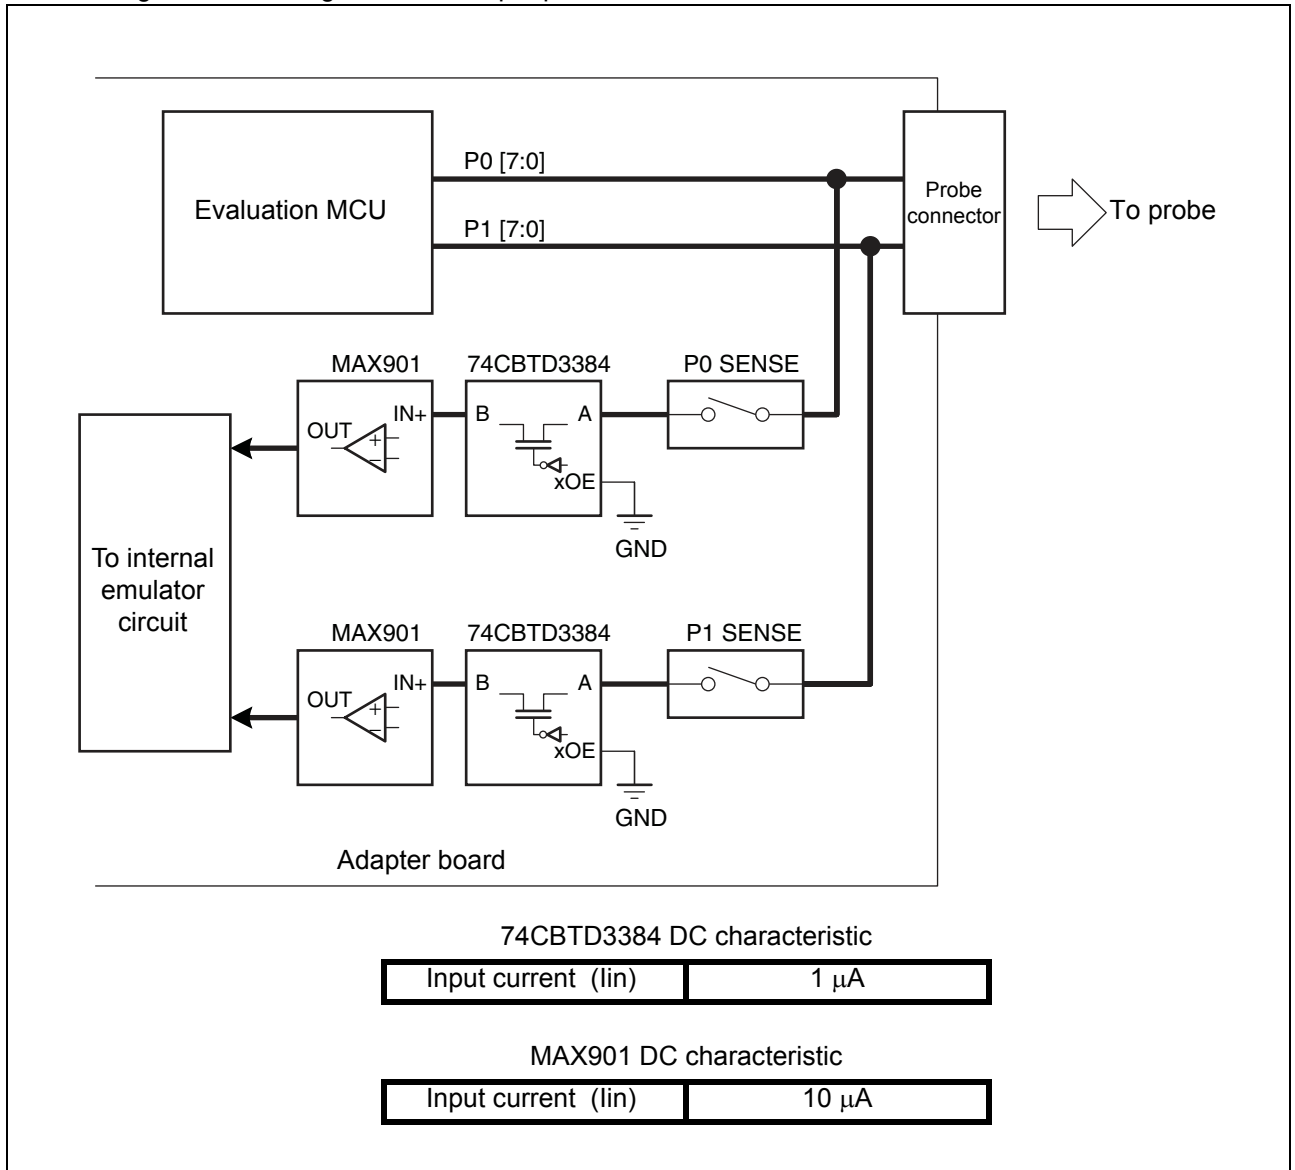 P0 [7:0]
Evaluation MCU
P1 [7:0]
Probe
connector
To probe
MAX901
74CBTD3384
P0 SENSE
OUT
IN+
+
−
B
A
xOE
GND
To internal
emulator
circuit
MAX901
74CBTD3384
P1 SENSE
OUT
IN+
+
−
B
A
xOE
GND
Adapter board
74CBTD3384 DC characteristic
Input current (Iin) 1 μA
MAX901 DC characteristic
Input current (Iin) 10 μA